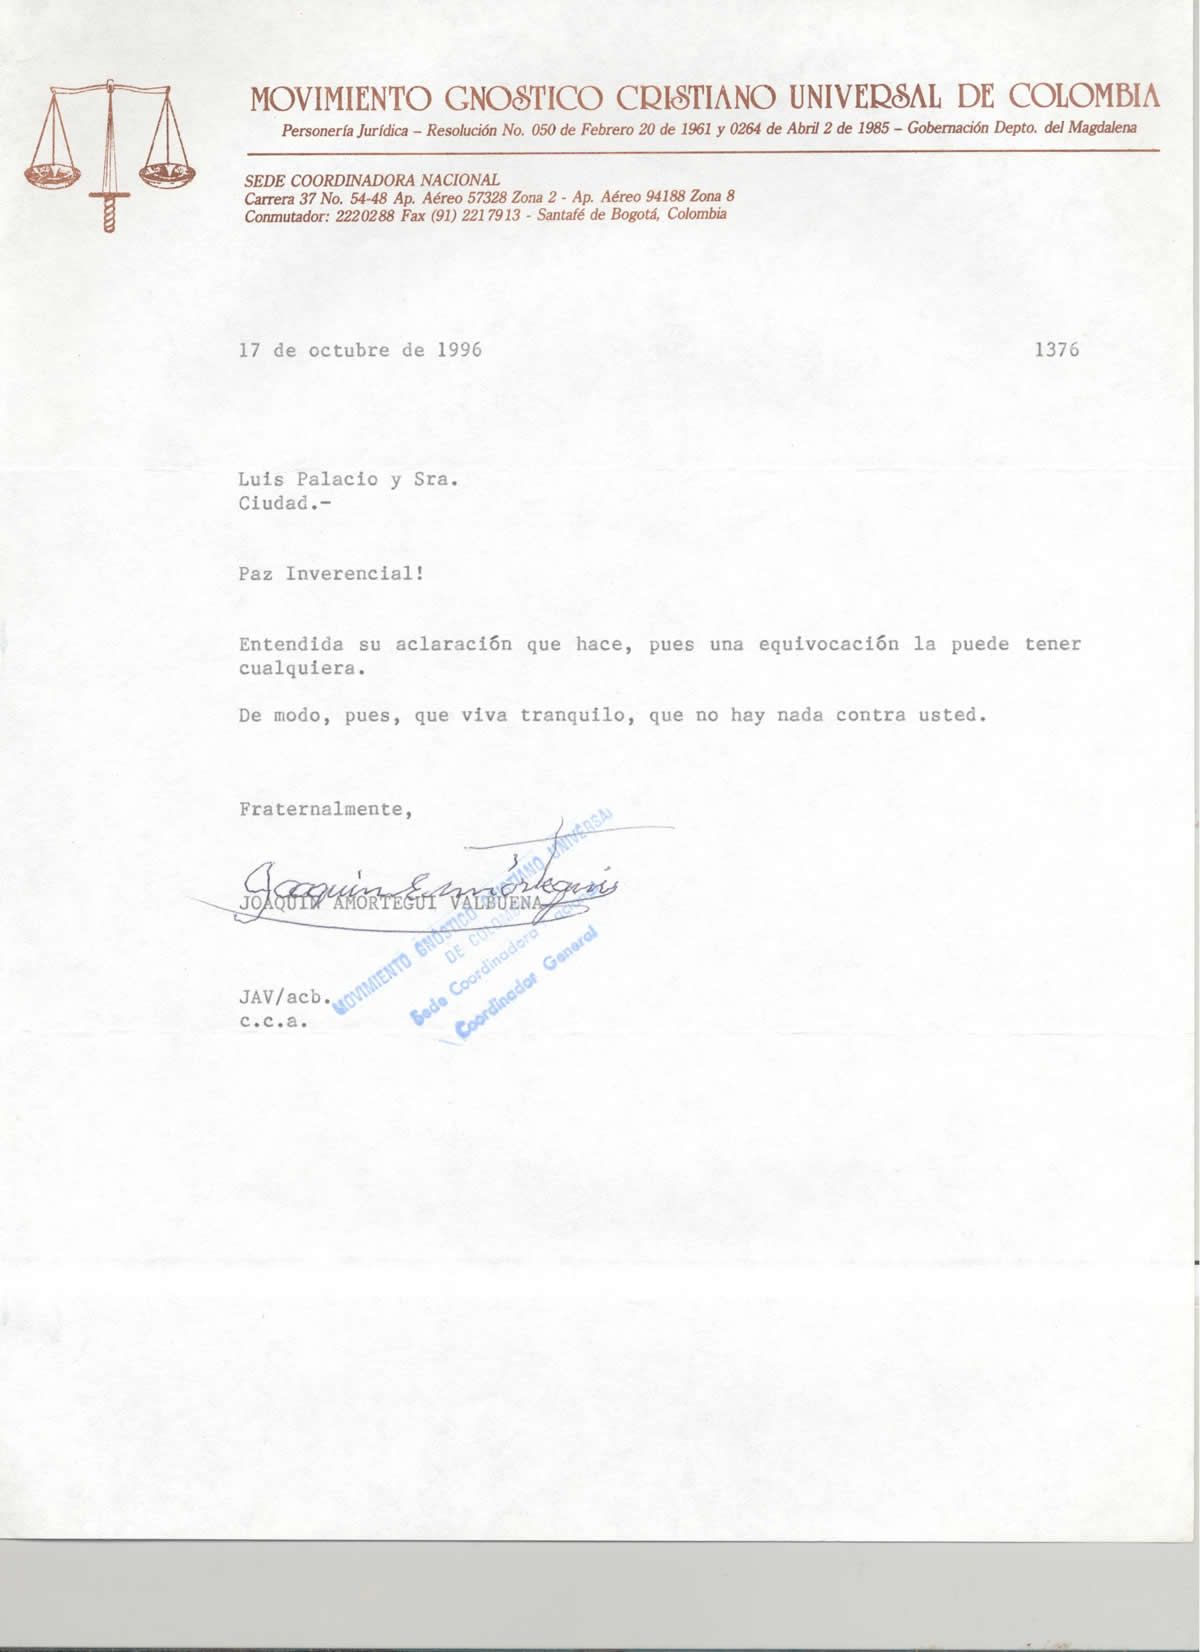 MOVIMIENTO GNOSTICO CRISTIANO UNIVERSAL DE COLOMBIA
Personería Jurídica – Resolución No. 050 de Febrero 20 de 1961 y 0264 de Abril 2 de 1985 – Gobernación Depto. del Magdalena
SEDE COORDINADORA NACIONAL
Carrera 37 No. 54-48 Ap. Aéreo 57328 Zona 2 - Ap. Aéreo 94188 Zona 8
Conmutador: 2220288 Fax (91) 2217913 - Santafé de Bogotá, Colombia
17 de octubre de 1996 1376
Luis Palacio y Sra.
Ciudad.-
Paz Inverencial!
Entendida su aclaración que hace, pues una equivocación la puede tener
cualquiera.
De modo, pues, que viva tranquilo, que no hay nada contra usted.
Fraternalmente,
JOAQUIN AMORTEGUI VALBUENA
MOVIMIENTO GNÓSTICO CRISTIANO UNIVERSAL
DE COLOMBIA
Sede Coordinadora Nacional
Coordinador General
JAV/acb.
c.c.a.